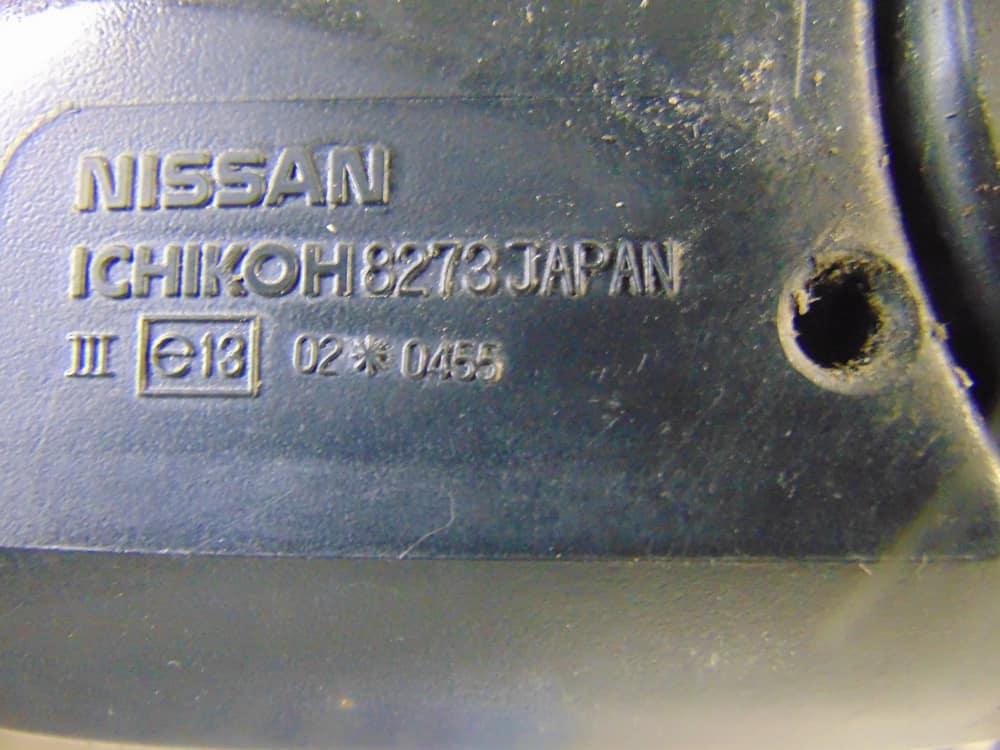 NISSAN
ICHIKOH 8273 JAPAN
III e13 02*0455